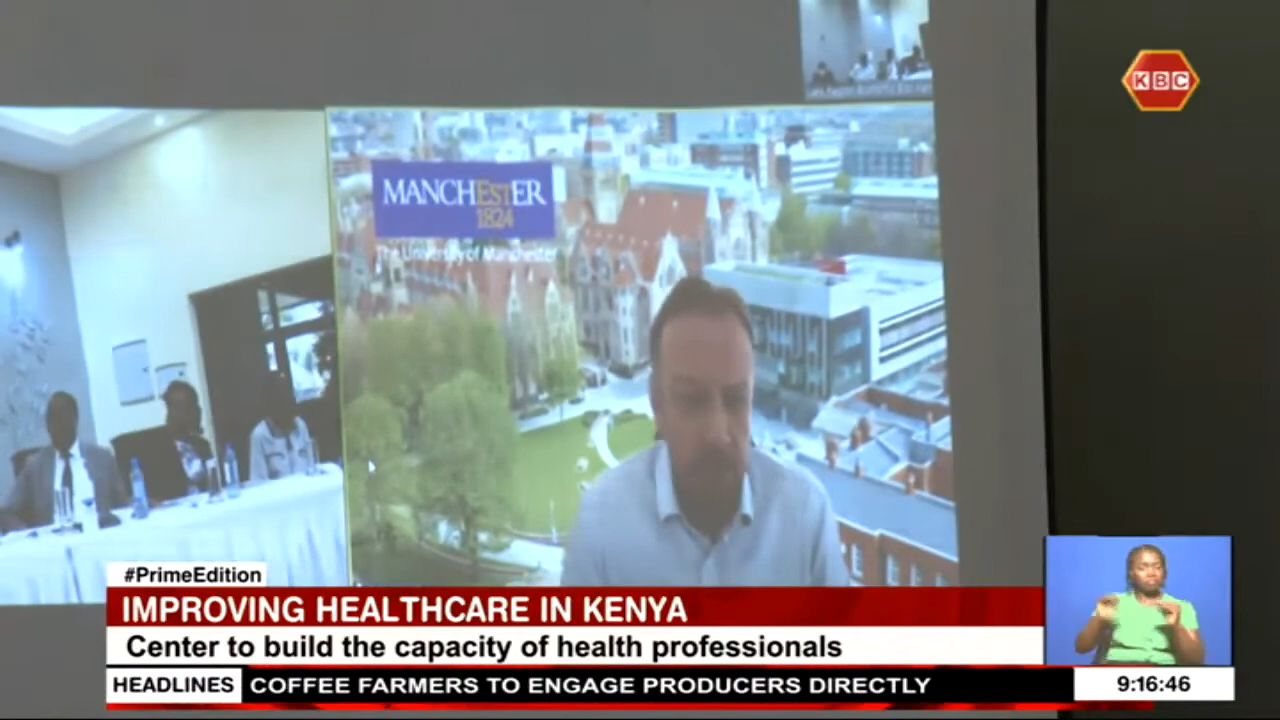 KBC
MANCHESTER
1824
The University of Manchester
#PrimeEdition
IMPROVING HEALTHCARE IN KENYA
Center to build the capacity of health professionals
HEADLINES COFFEE FARMERS TO ENGAGE PRODUCERS DIRECTLY
9:16:46